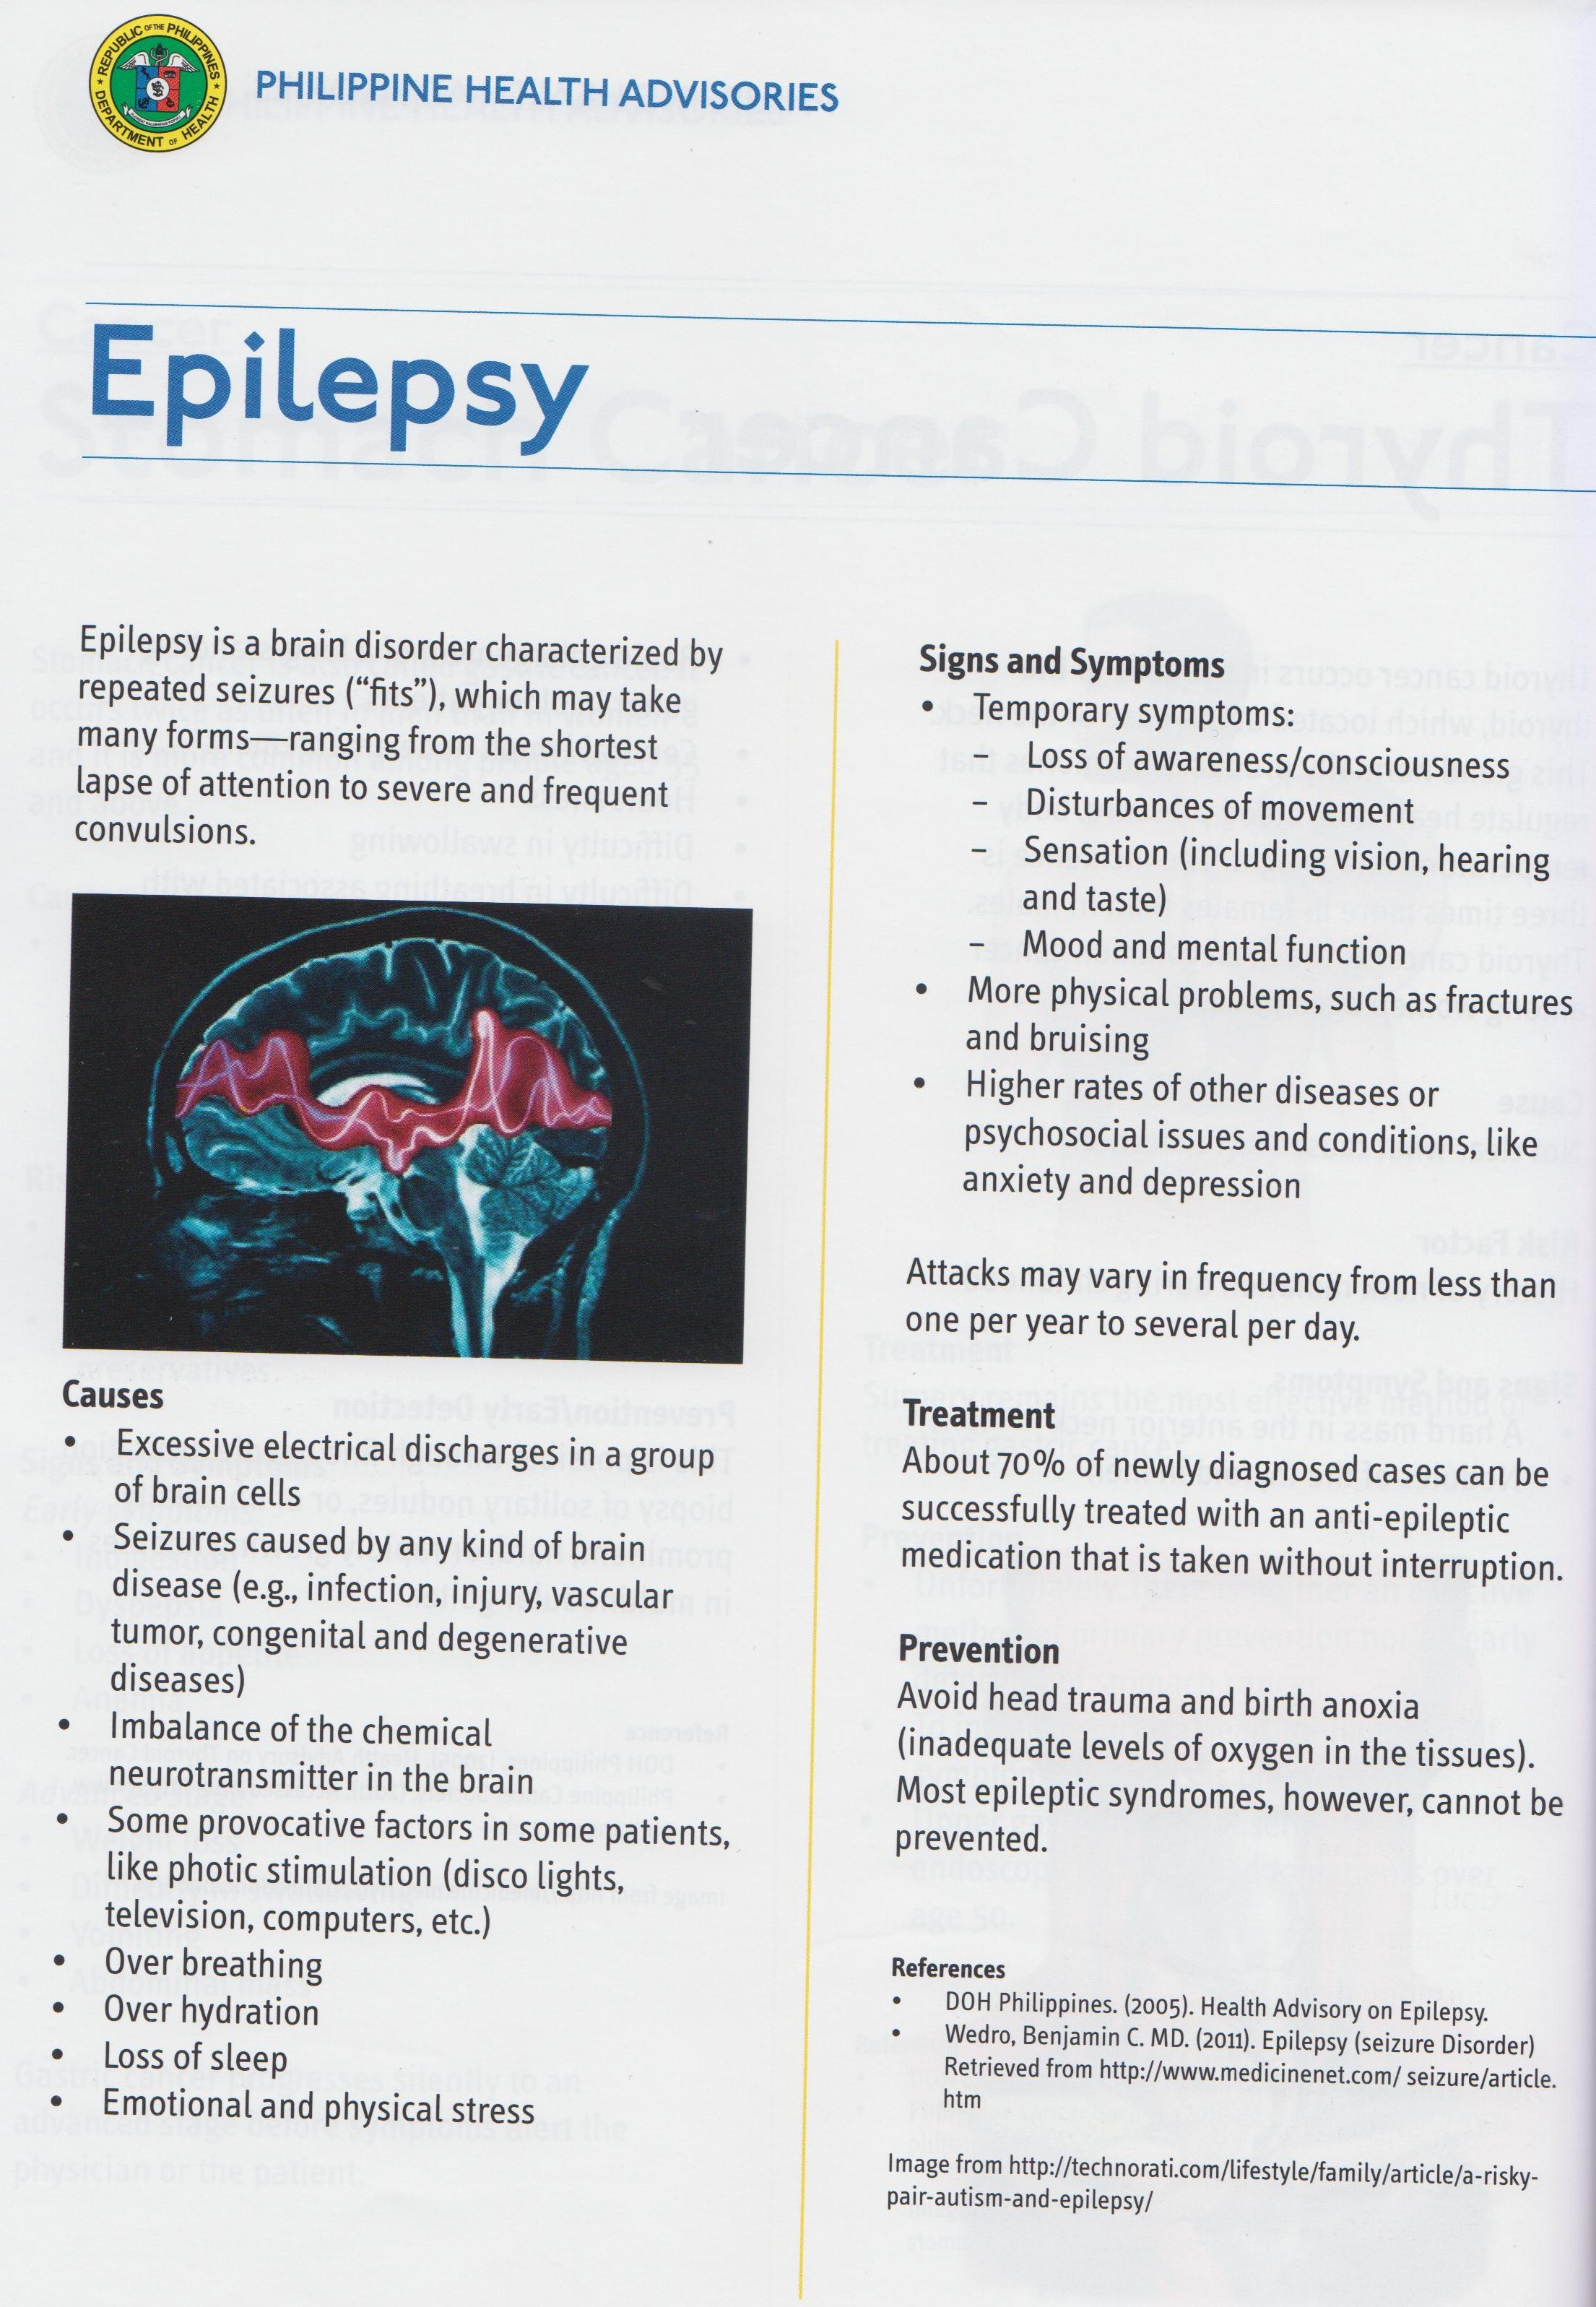 REPUBLIC OF THE PHILIPPINES
DEPARTMENT OF HEALTH
PHILIPPINE HEALTH ADVISORIES
Epilepsy
Epilepsy is a brain disorder characterized by
repeated seizures (“fits”), which may take
many forms—ranging from the shortest
lapse of attention to severe and frequent
convulsions.
Causes
• Excessive electrical discharges in a group
of brain cells
• Seizures caused by any kind of brain
disease (e.g., infection, injury, vascular
tumor, congenital and degenerative
diseases)
• Imbalance of the chemical
neurotransmitter in the brain
• Some provocative factors in some patients,
like photic stimulation (disco lights,
television, computers, etc.)
• Over breathing
• Over hydration
• Loss of sleep
• Emotional and physical stress
Signs and Symptoms
• Temporary symptoms:
– Loss of awareness/consciousness
– Disturbances of movement
– Sensation (including vision, hearing
and taste)
– Mood and mental function
• More physical problems, such as fractures
and bruising
• Higher rates of other diseases or
psychosocial issues and conditions, like
anxiety and depression
Attacks may vary in frequency from less than
one per year to several per day.
Treatment
About 70% of newly diagnosed cases can be
successfully treated with an anti-epileptic
medication that is taken without interruption.
Prevention
Avoid head trauma and birth anoxia
(inadequate levels of oxygen in the tissues).
Most epileptic syndromes, however, cannot be
prevented.
References
• DOH Philippines. (2005). Health Advisory on Epilepsy.
• Wedro, Benjamin C. MD. (2011). Epilepsy (seizure Disorder)
Retrieved from http://www.medicinenet.com/ seizure/article.
htm
Image from http://technorati.com/lifestyle/family/article/a-risky-
pair-autism-and-epilepsy/